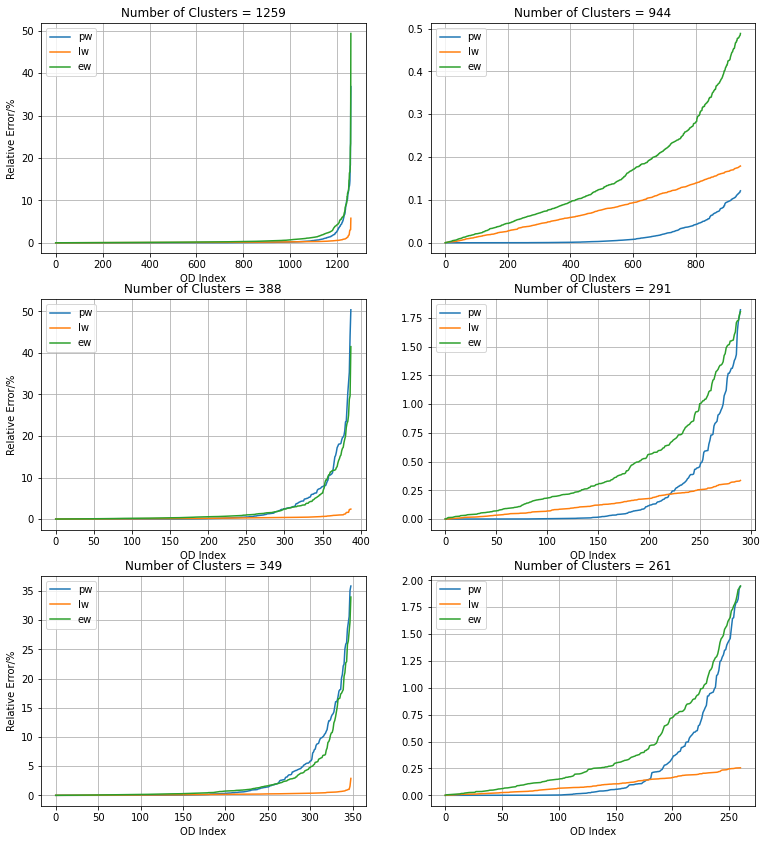 Number of Clusters = 1259
50
40
30
20
10
0
Relative Error/%
pw
lw
ew
0 200 400 600 800 1000 1200
OD Index
Number of Clusters = 944
0.5
0.4
0.3
0.2
0.1
0.0
pw
lw
ew
0 200 400 600 800
OD Index
Number of Clusters = 388
50
40
30
20
10
0
Relative Error/%
pw
lw
ew
0 50 100 150 200 250 300 350 400
OD Index
Number of Clusters = 291
1.75
1.50
1.25
1.00
0.75
0.50
0.25
0.00
pw
lw
ew
0 50 100 150 200 250 300
OD Index
Number of Clusters = 349
35
30
25
20
15
10
5
0
Relative Error/%
pw
lw
ew
0 50 100 150 200 250 300 350
OD Index
Number of Clusters = 261
2.00
1.75
1.50
1.25
1.00
0.75
0.50
0.25
0.00
pw
lw
ew
0 50 100 150 200 250
OD Index